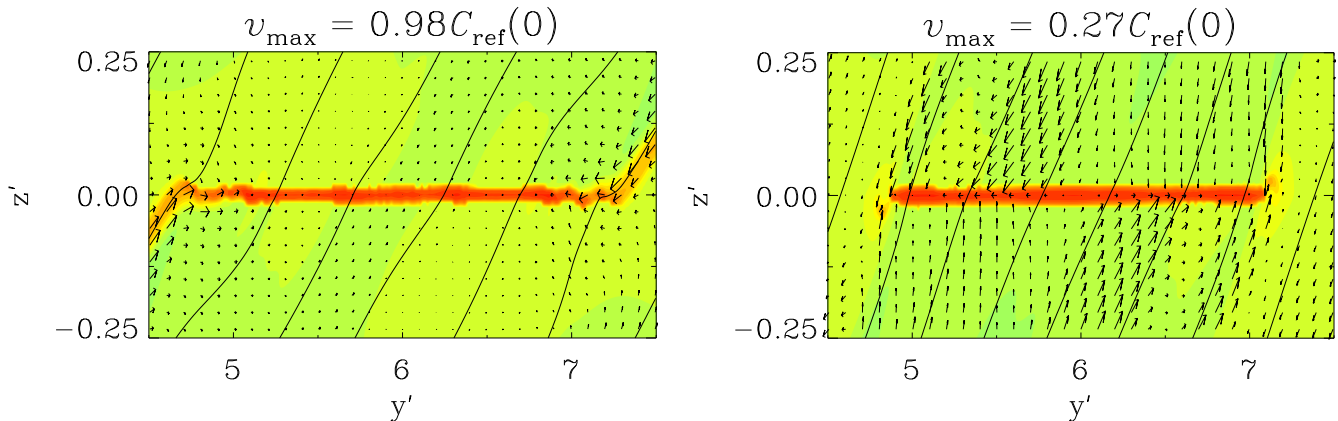 v_max = 0.98C_ref(0)
0.25
z'
0.00
−0.25
5 6 7
y'
v_max = 0.27C_ref(0)
0.25
z'
0.00
−0.25
5 6 7
y'